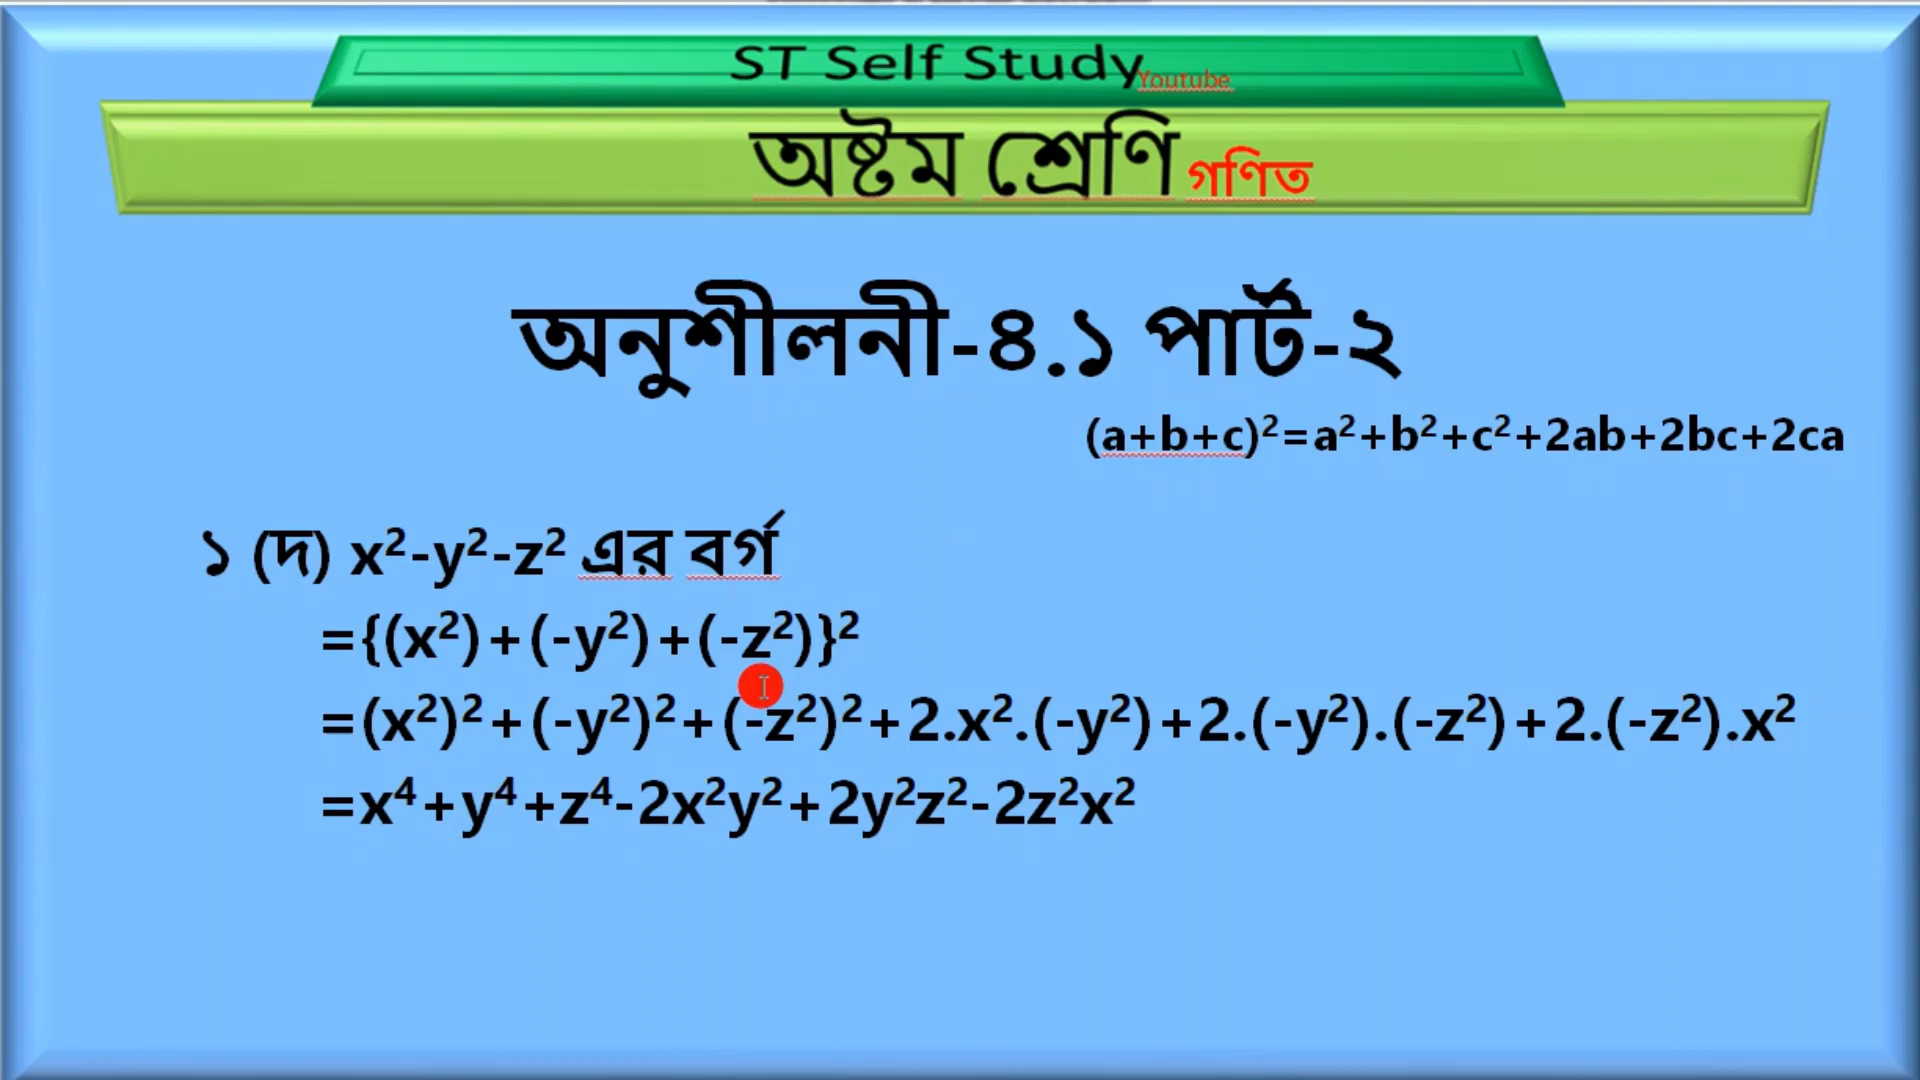 ST Self Study Youtube
অষ্টম শ্রেণি গণিত
অনুশীলনী-৪.১ পার্ট-২
(a+b+c)²=a²+b²+c²+2ab+2bc+2ca
১ (দ) x²-y²-z² এর বর্গ
={(x²)+(-y²)+(-z²)}²
=(x²)²+(-y²)²+(-z²)²+2.x².(-y²)+2.(-y²).(-z²)+2.(-z²).x²
=x⁴+y⁴+z⁴-2x²y²+2y²z²-2z²x²